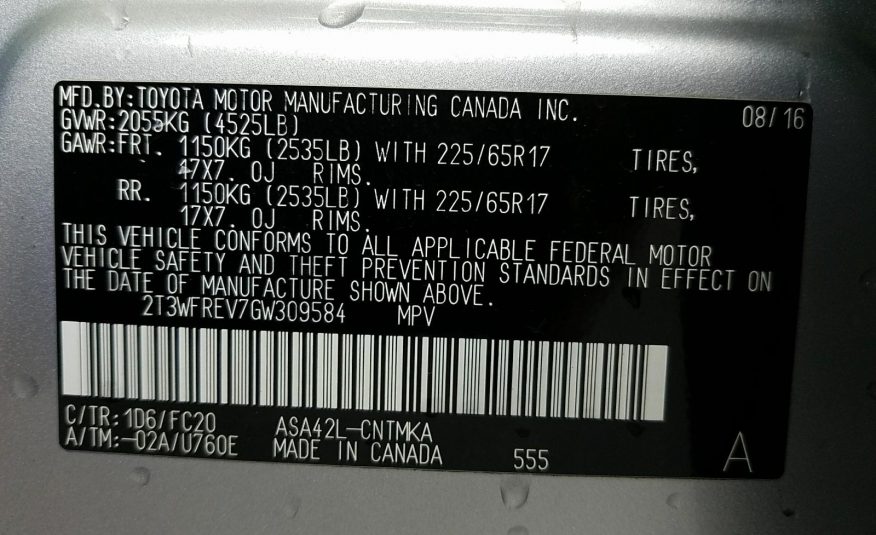 MFD.BY:TOYOTA MOTOR MANUFACTURING CANADA INC. 08/16
GVWR:2055KG (4525LB)
GAWR:FRT. 1150KG (2535LB) WITH 225/65R17 TIRES,
17X7. 0J RIMS.
RR. 1150KG (2535LB) WITH 225/65R17 TIRES,
17X7. 0J RIMS.
THIS VEHICLE CONFORMS TO ALL APPLICABLE FEDERAL MOTOR
VEHICLE SAFETY AND THEFT PREVENTION STANDARDS IN EFFECT ON
THE DATE OF MANUFACTURE SHOWN ABOVE.
2T3WFREV7GW309584 MPV
C/TR:1D6/FC20 ASA42L-CNTMKA
A/TM:-02A/U760E MADE IN CANADA 555 A